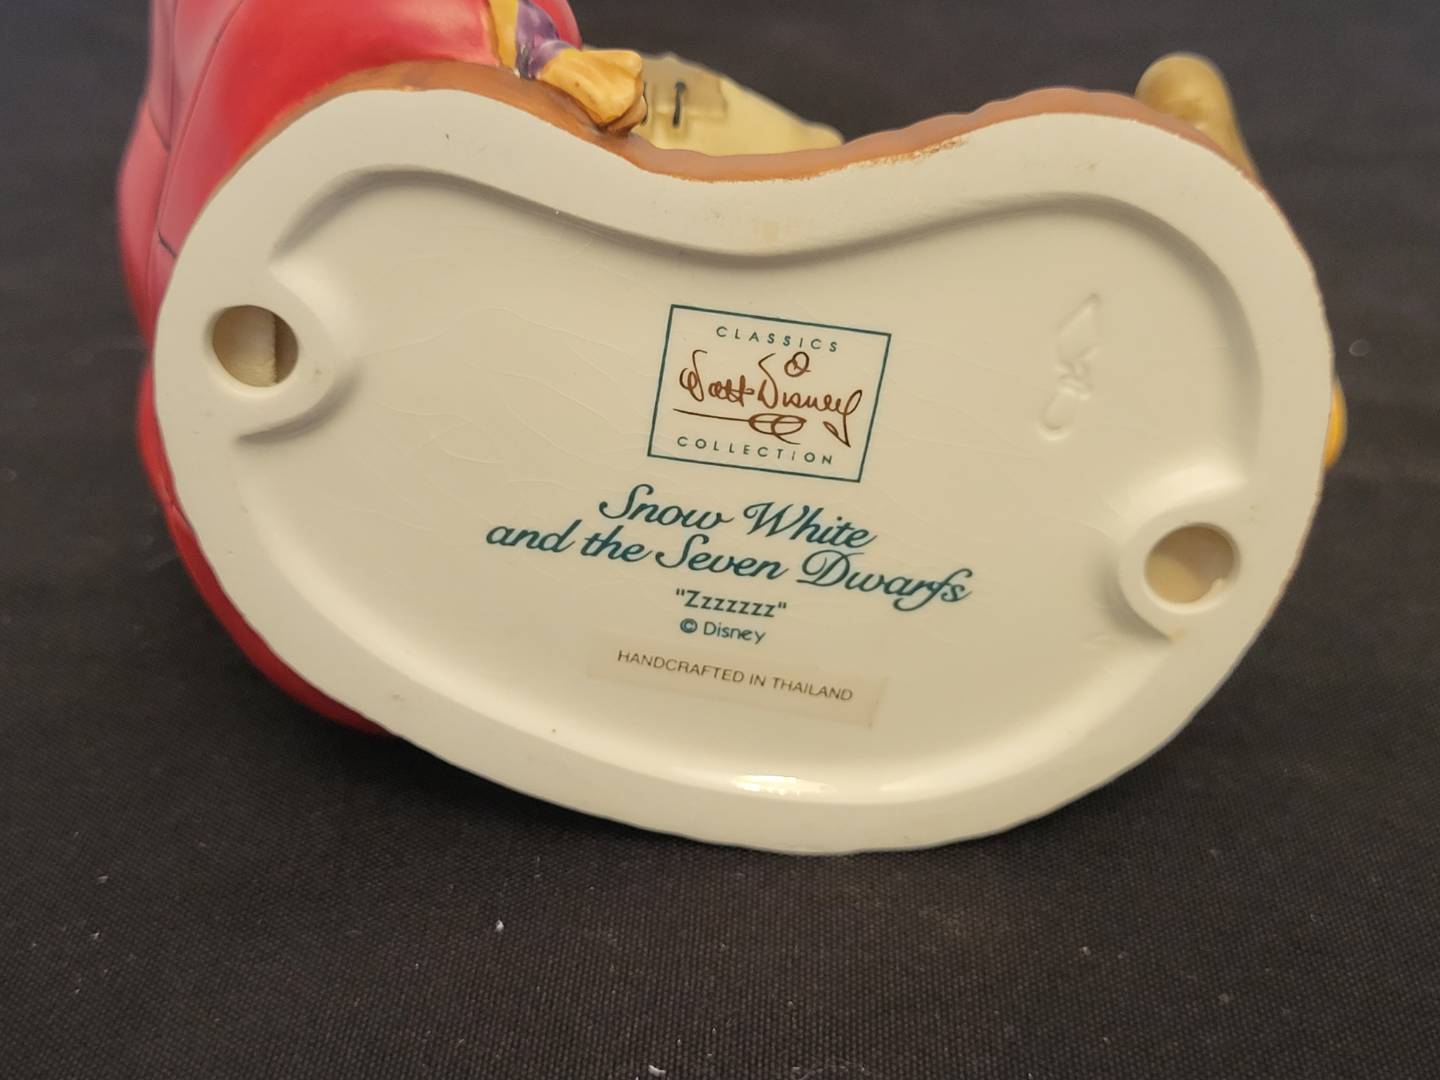 CLASSICS
Walt Disney
COLLECTION
Snow White
and the Seven Dwarfs
"Zzzzzzz"
© Disney
HANDCRAFTED IN THAILAND